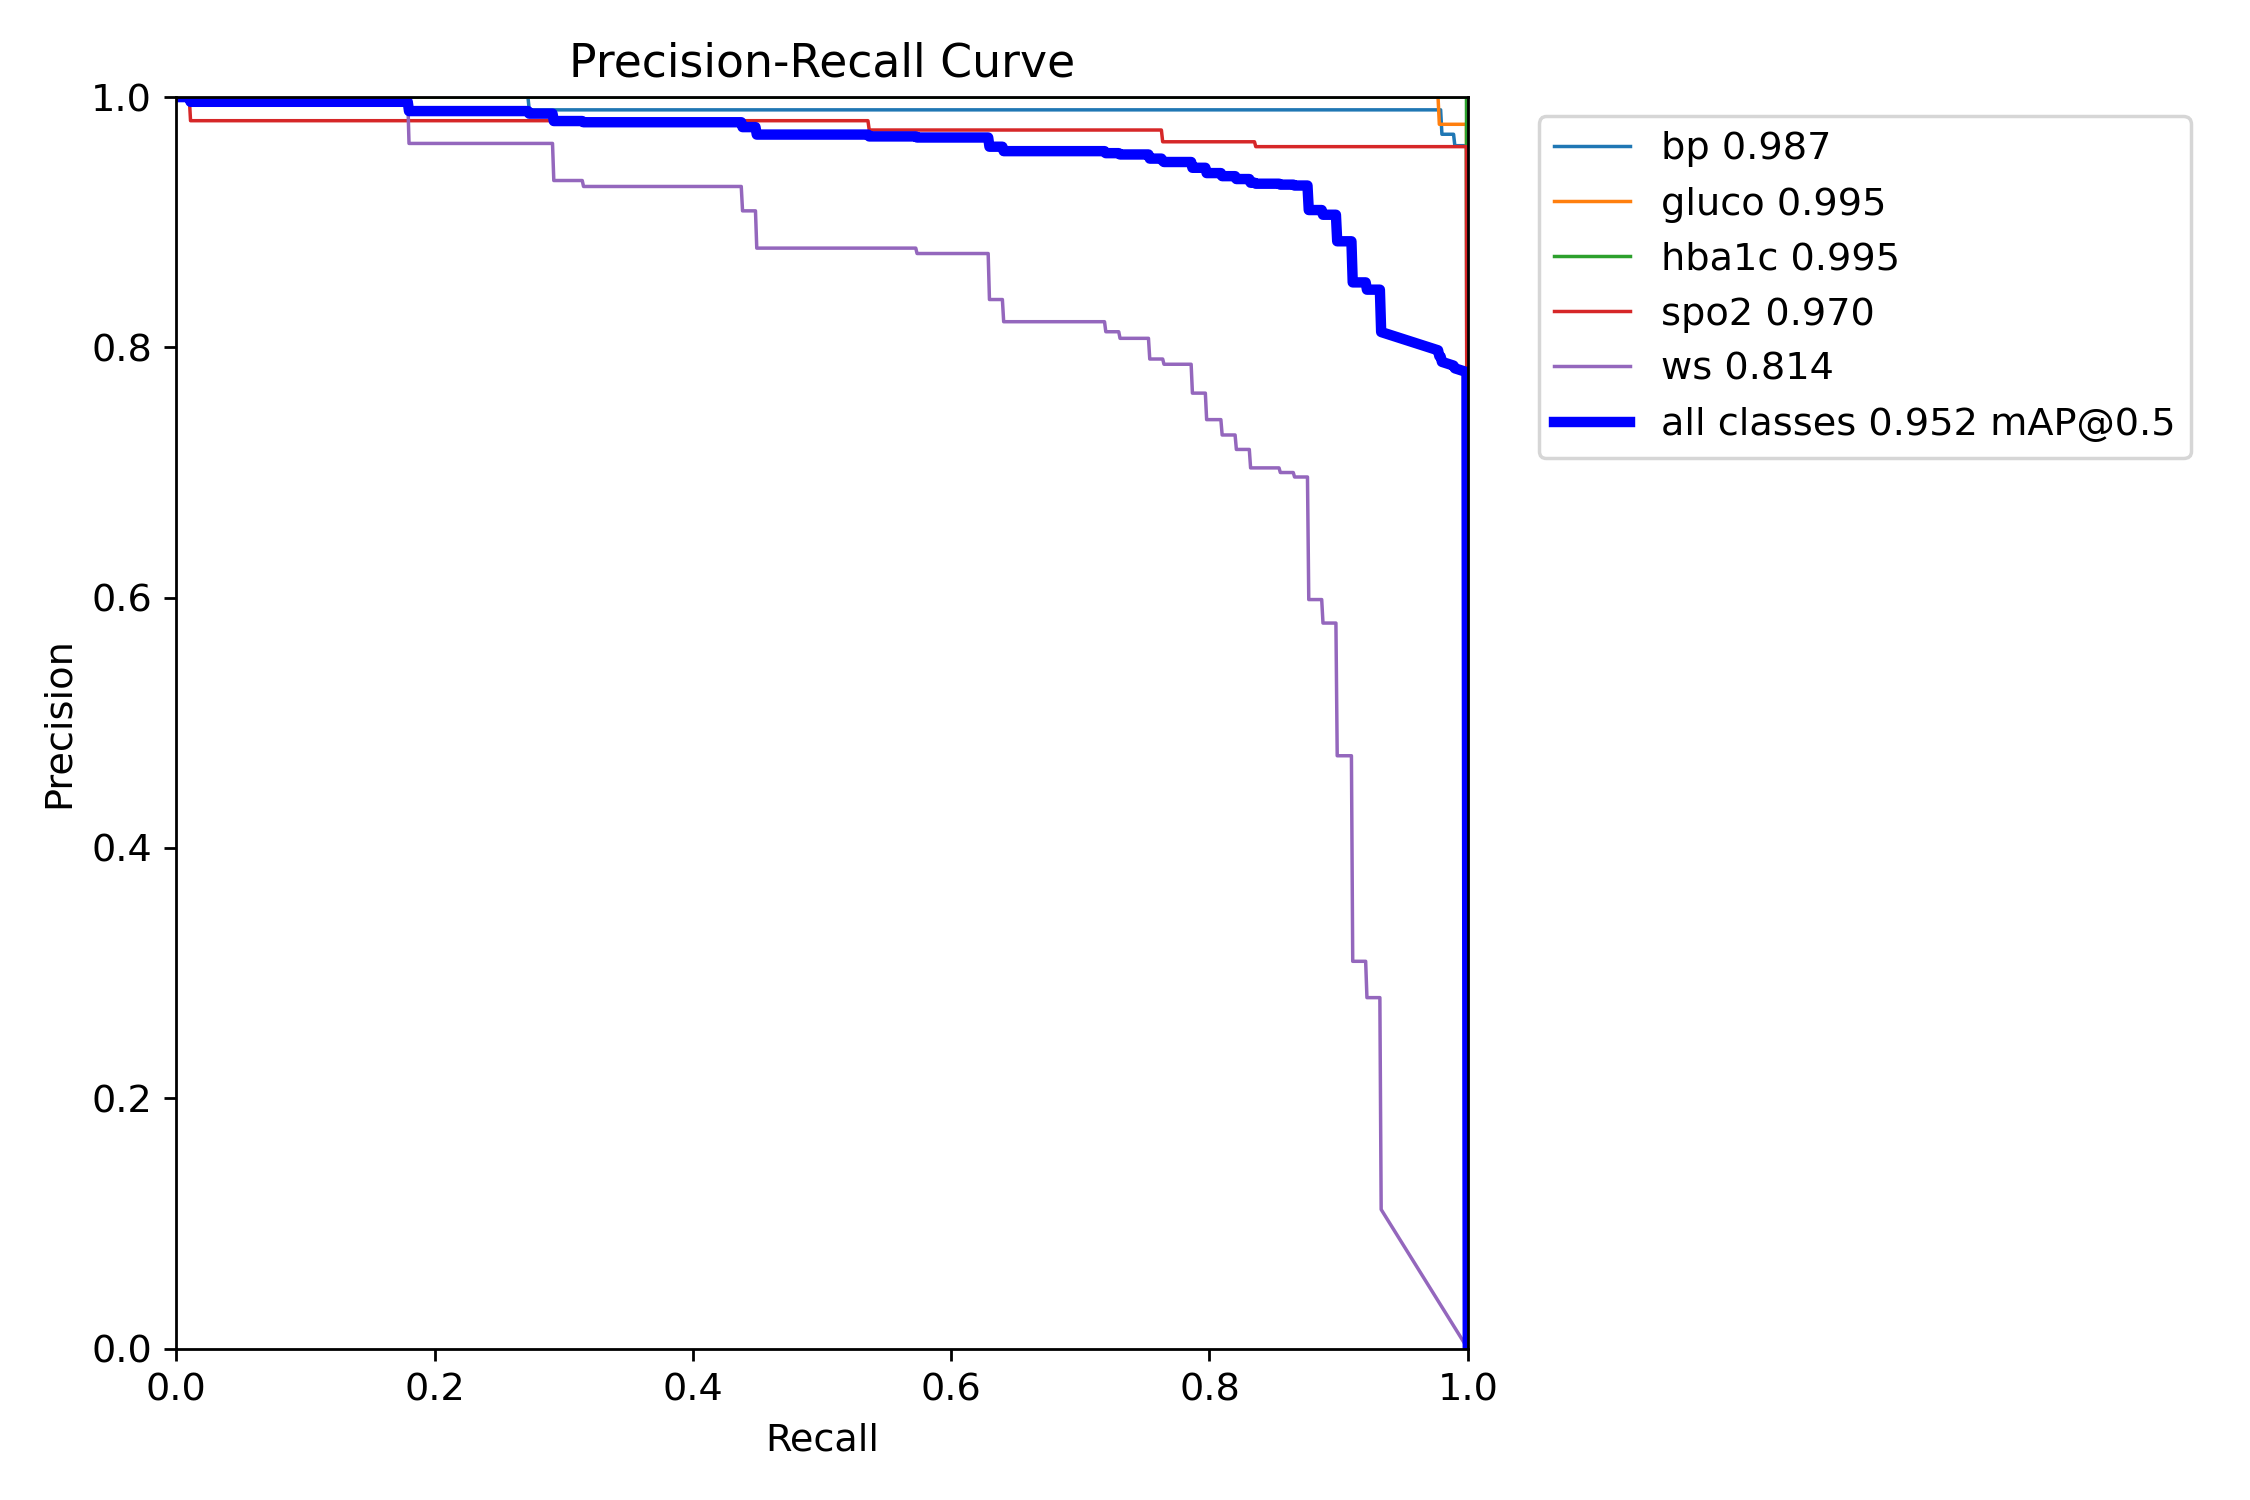 Precision-Recall Curve
1.0
0.8
0.6
0.4
0.2
0.0
Precision
0.0 0.2 0.4 0.6 0.8 1.0
Recall
bp 0.987
gluco 0.995
hba1c 0.995
spo2 0.970
ws 0.814
all classes 0.952 mAP@0.5